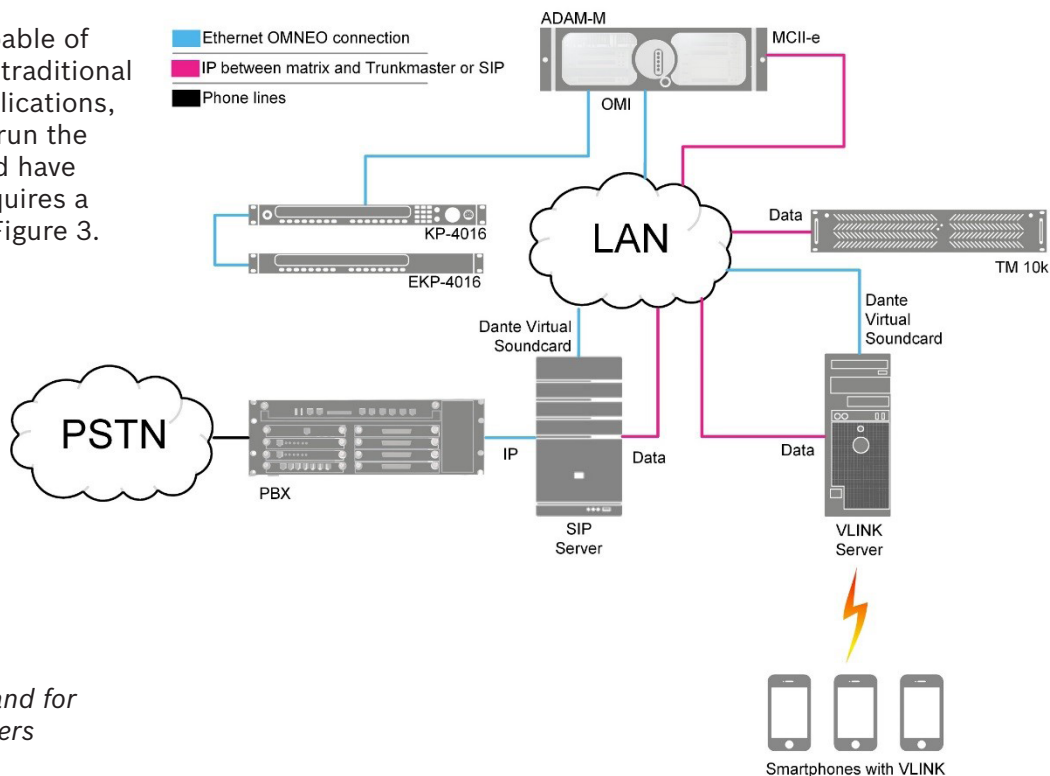 able of
traditional
lications,
run the
d have
quires a
Figure 3.
Ethernet OMNEO connection
IP between matrix and Trunkmaster or SIP
Phone lines
ADAM-M
MCII-e
OMI
KP-4016
EKP-4016
LAN
Data
TM 10k
Dante Virtual
Soundcard
Dante
Virtual
Soundcard
PSTN
PBX
IP
Data
SIP
Server
Data
VLINK
Server
and for
ers
Smartphones with VLINK